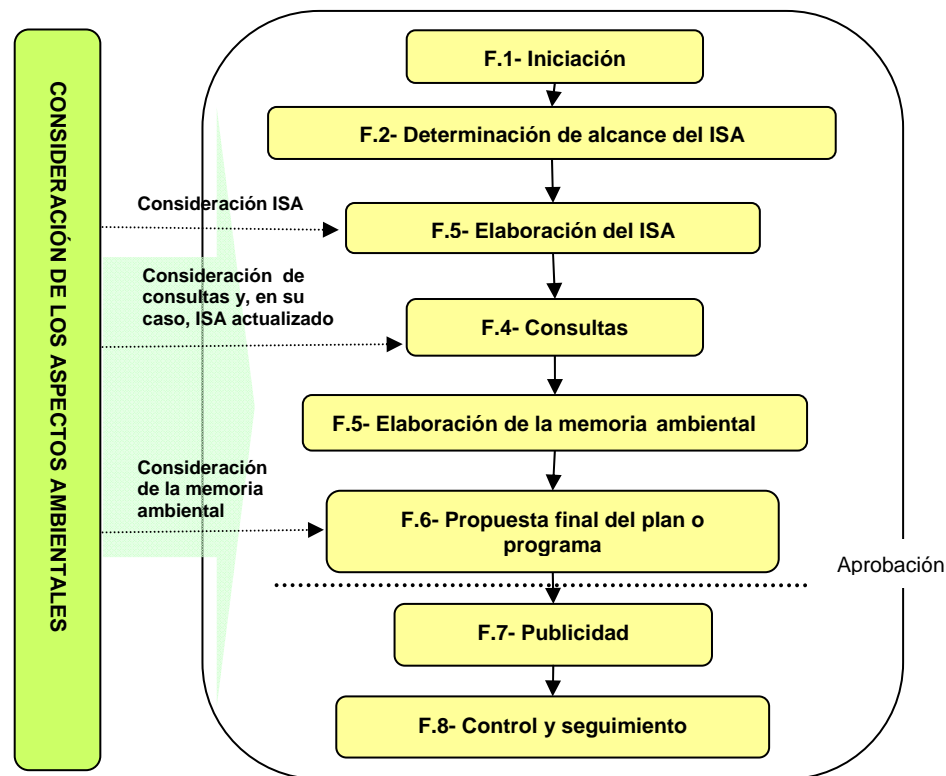 CONSIDERACIÓN DE LOS ASPECTOS AMBIENTALES
F.1- Iniciación
F.2- Determinación de alcance del ISA
Consideración ISA
F.5- Elaboración del ISA
Consideración de
consultas y, en su
caso, ISA actualizado
F.4- Consultas
F.5- Elaboración de la memoria ambiental
Consideración
de la memoria
ambiental
F.6- Propuesta final del plan o
programa
Aprobación
F.7- Publicidad
F.8- Control y seguimiento